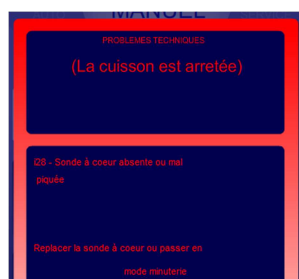 MANUEL
PROBLEMES TECHNIQUES
(La cuisson est arretée)
i28 - Sonde à coeur absente ou mal
piquée
Replacer la sonde à coeur ou passer en
mode minuterie